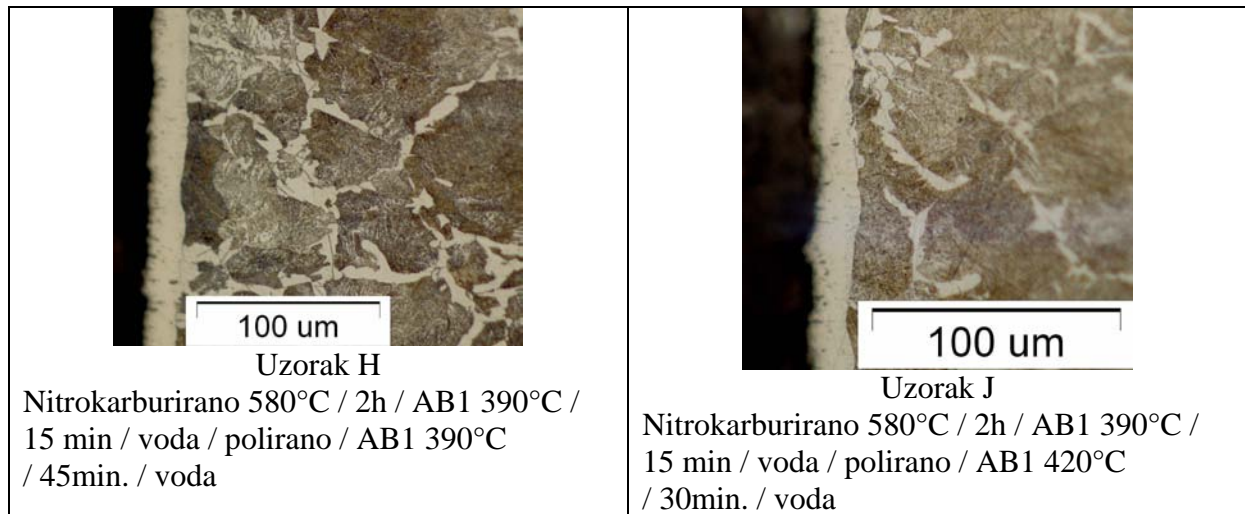 100 um
Uzorak H
Nitrokarburirano 580°C / 2h / AB1 390°C /
15 min / voda / polirano / AB1 390°C
/ 45min. / voda
100 um
Uzorak J
Nitrokarburirano 580°C / 2h / AB1 390°C /
15 min / voda / polirano / AB1 420°C
/ 30min. / voda